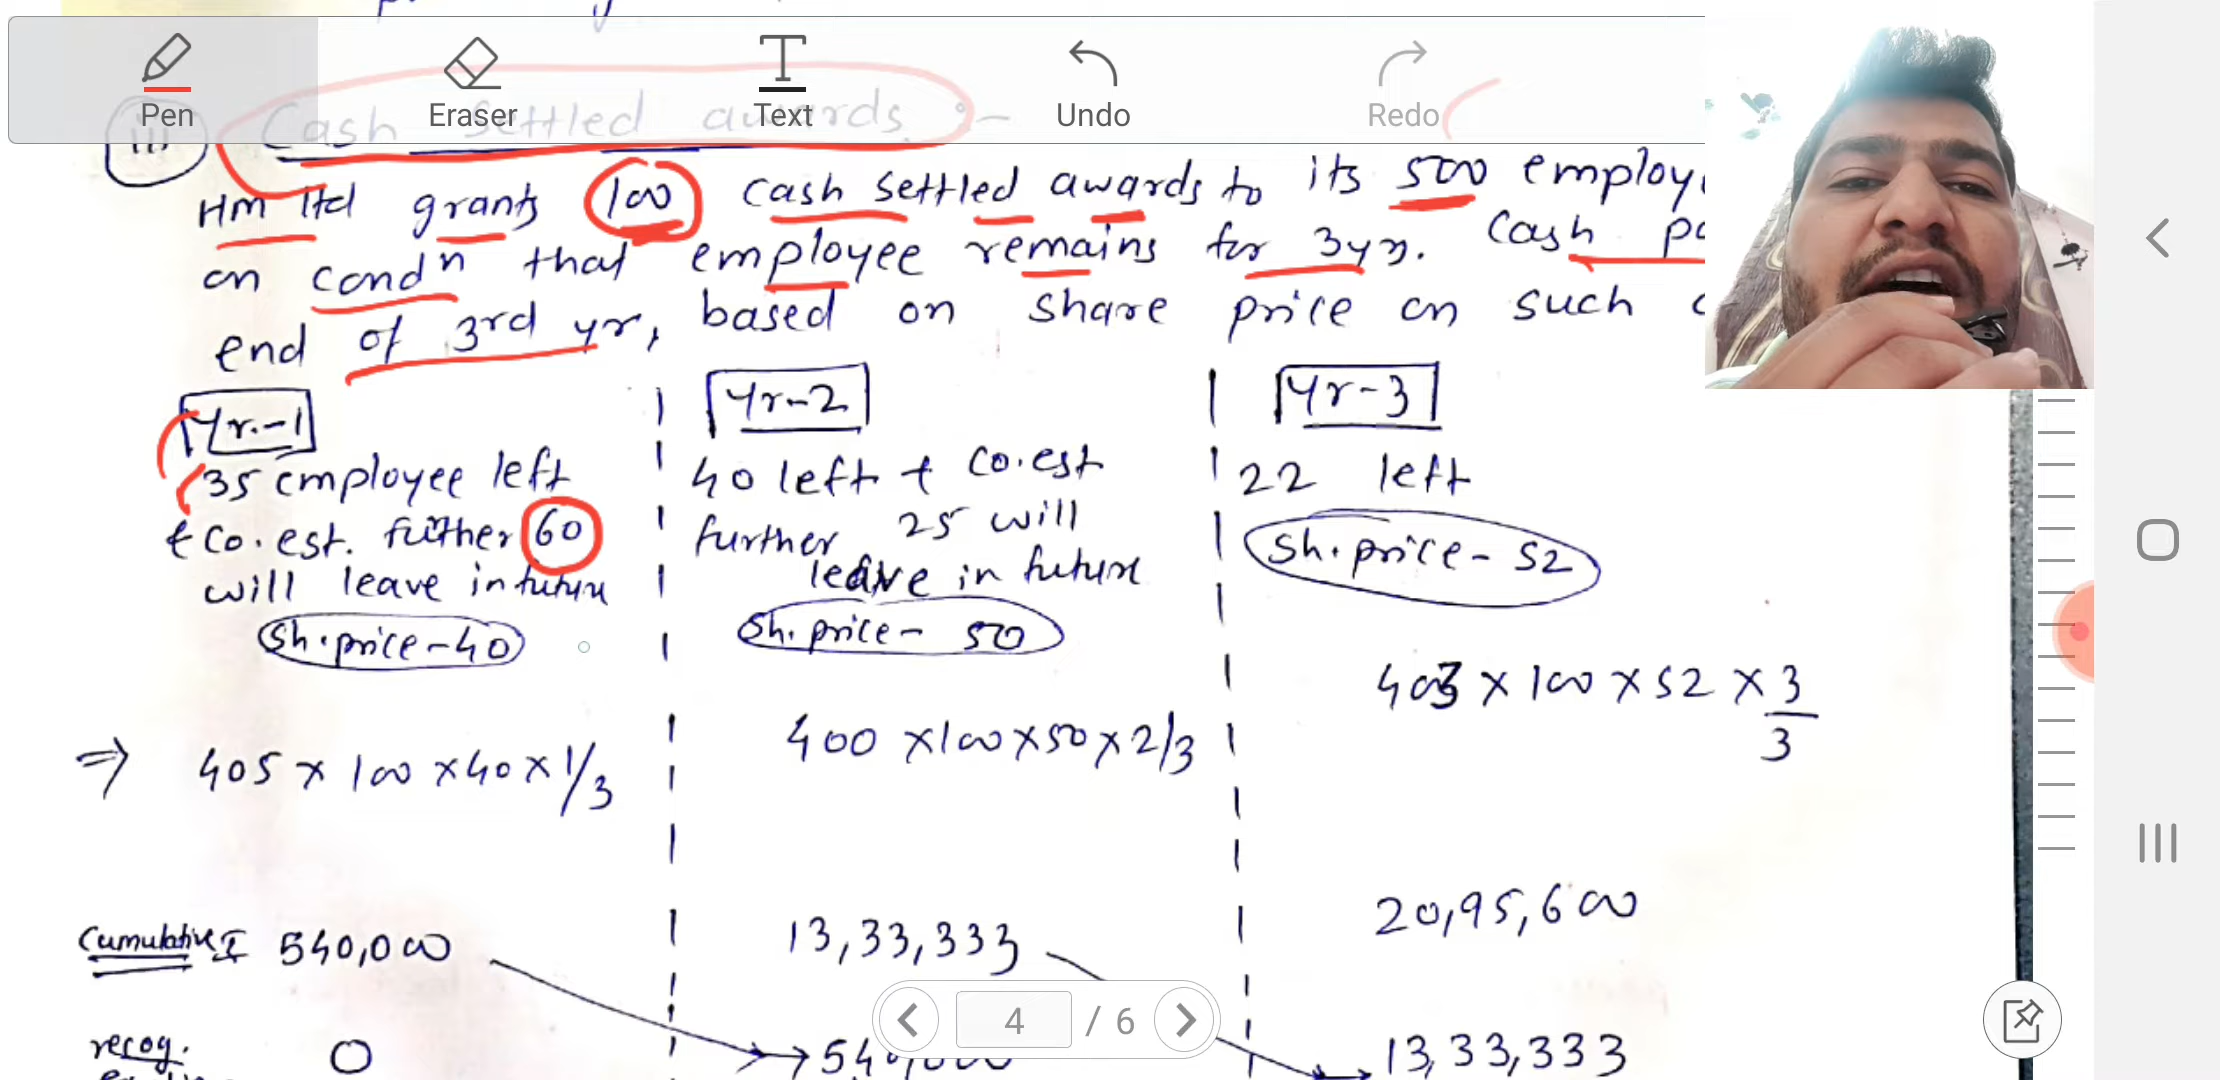 Pen Eraser Text Undo Redo
III) Cash Settled awards :-
HM ltd grants 100 cash settled awards to its 500 employ
on condn that employee remains for 3yr. Cash
end of 3rd yr, based on share price on such
Yr.-1 Yr-2 Yr-3
35 employee left 40 left + co. est 22 left
& co. est. further 60 further 25 will sh. price - 52
will leave in future leave in future
sh. price - 40 sh. price - 50
403 x 100 x 52 x 3/3
⇒ 405 x 100 x 40 x 1/3 400 x 100 x 50 x 2/3
Cumulative 540,000 13,33,333 20,95,600
4 / 6
recog. 0 13,33,333